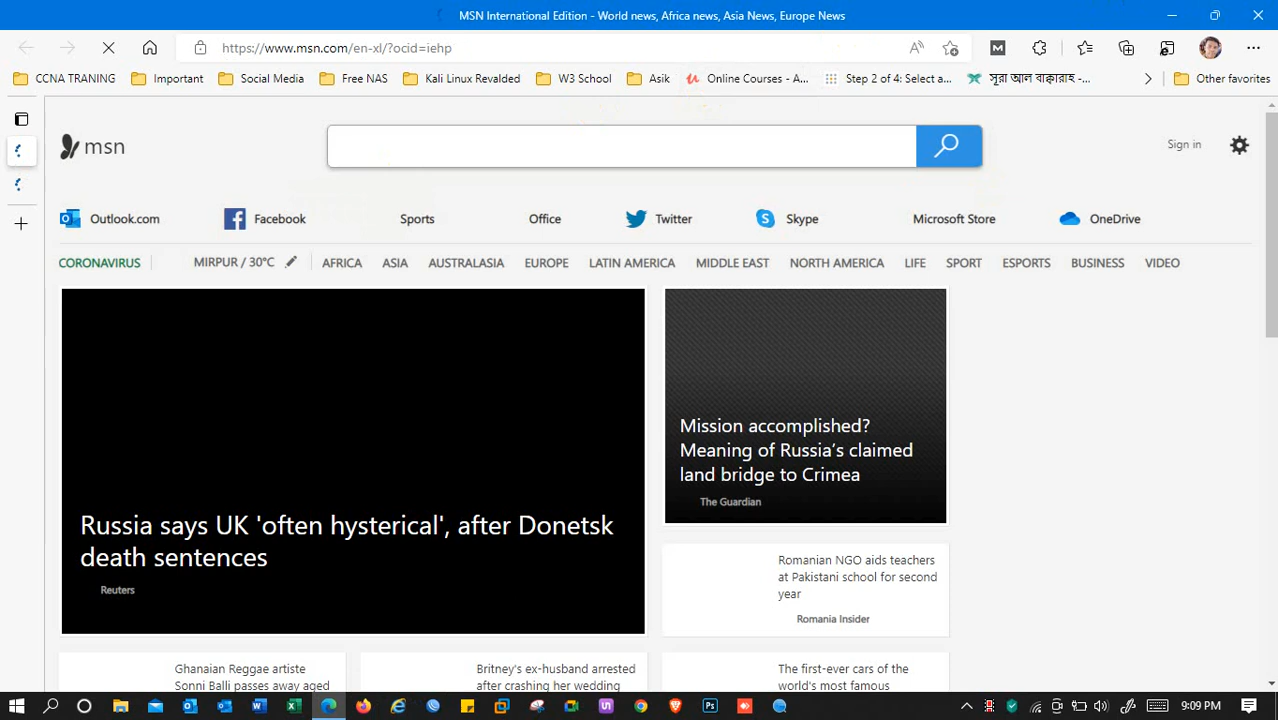 MSN International Edition - World news, Africa news, Asia News, Europe News
https://www.msn.com/en-xl/?ocid=iehp
CCNA TRANING Important Social Media Free NAS Kali Linux Revalded W3 School Asik Online Courses - A... Step 2 of 4: Select a... সূরা আল বাক্বারাহ -... Other favorites
msn Sign in
Outlook.com Facebook Sports Office Twitter Skype Microsoft Store OneDrive
CORONAVIRUS MIRPUR / 30°C AFRICA ASIA AUSTRALASIA EUROPE LATIN AMERICA MIDDLE EAST NORTH AMERICA LIFE SPORT ESPORTS BUSINESS VIDEO
Russia says UK 'often hysterical', after Donetsk
death sentences
Reuters
Mission accomplished?
Meaning of Russia's claimed
land bridge to Crimea
The Guardian
Romanian NGO aids teachers
at Pakistani school for second
year
Romania Insider
Ghanaian Reggae artiste
Sonni Balli passes away aged
Britney's ex-husband arrested
after crashing her wedding
The first-ever cars of the
world's most famous
9:09 PM